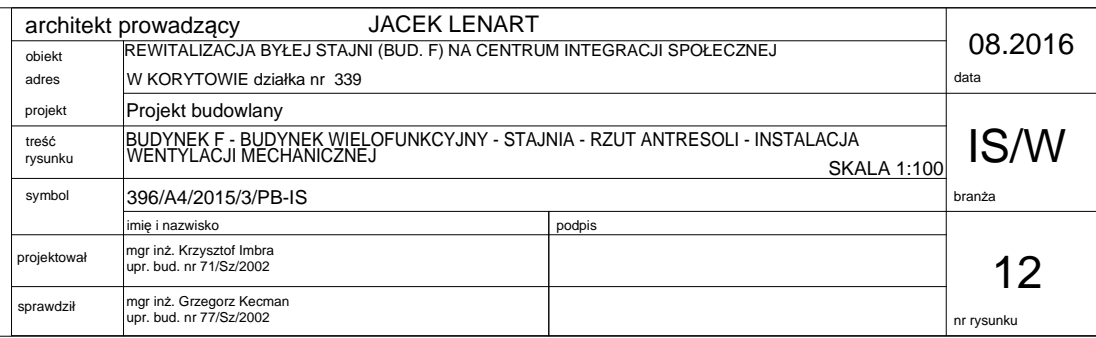 architekt prowadzący JACEK LENART
obiekt REWITALIZACJA BYŁEJ STAJNI (BUD. F) NA CENTRUM INTEGRACJI SPOŁECZNEJ
adres W KORYTOWIE działka nr 339
08.2016
data
projekt Projekt budowlany
treść rysunku BUDYNEK F - BUDYNEK WIELOFUNKCYJNY - STAJNIA - RZUT ANTRESOLI - INSTALACJA
WENTYLACJI MECHANICZNEJ
SKALA 1:100
IS/W
branża
symbol 396/A4/2015/3/PB-IS
imię i nazwisko podpis
projektował mgr inż. Krzysztof Imbra
upr. bud. nr 71/Sz/2002
sprawdził mgr inż. Grzegorz Kecman
upr. bud. nr 77/Sz/2002
12
nr rysunku